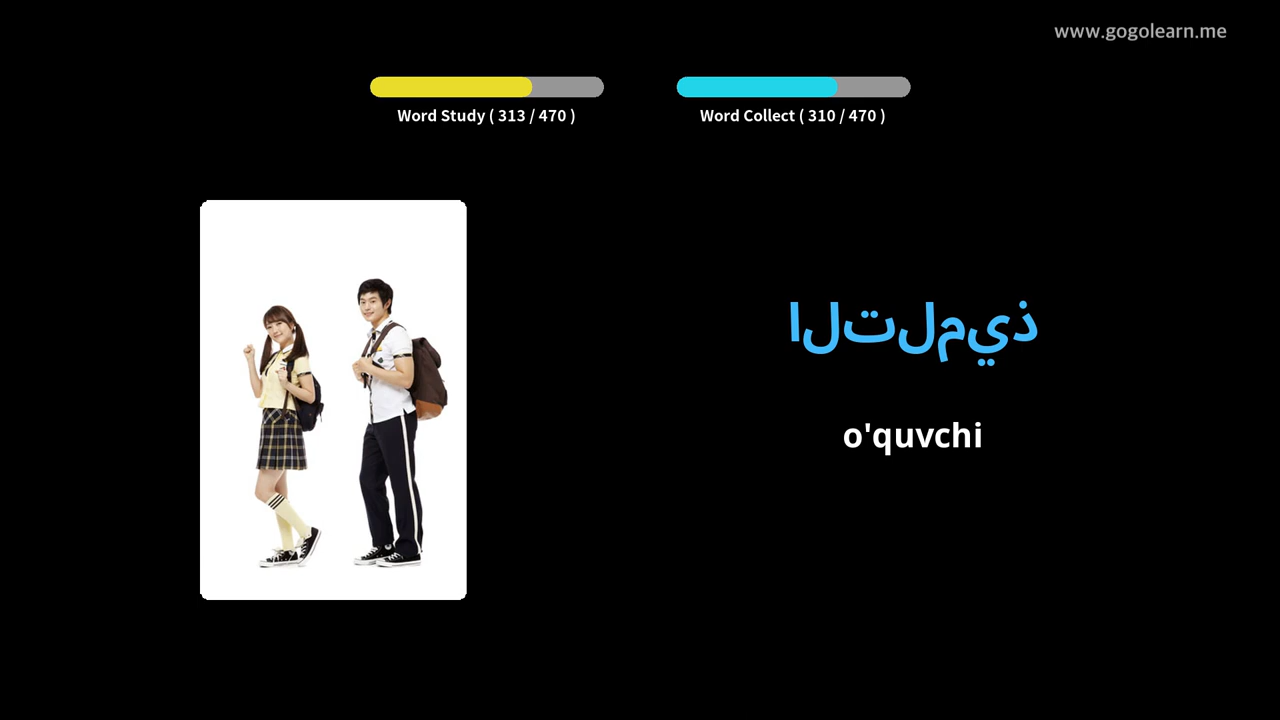 www.gogolearn.me
Word Study ( 313 / 470 )
Word Collect ( 310 / 470 )
التلميذ
o'quvchi